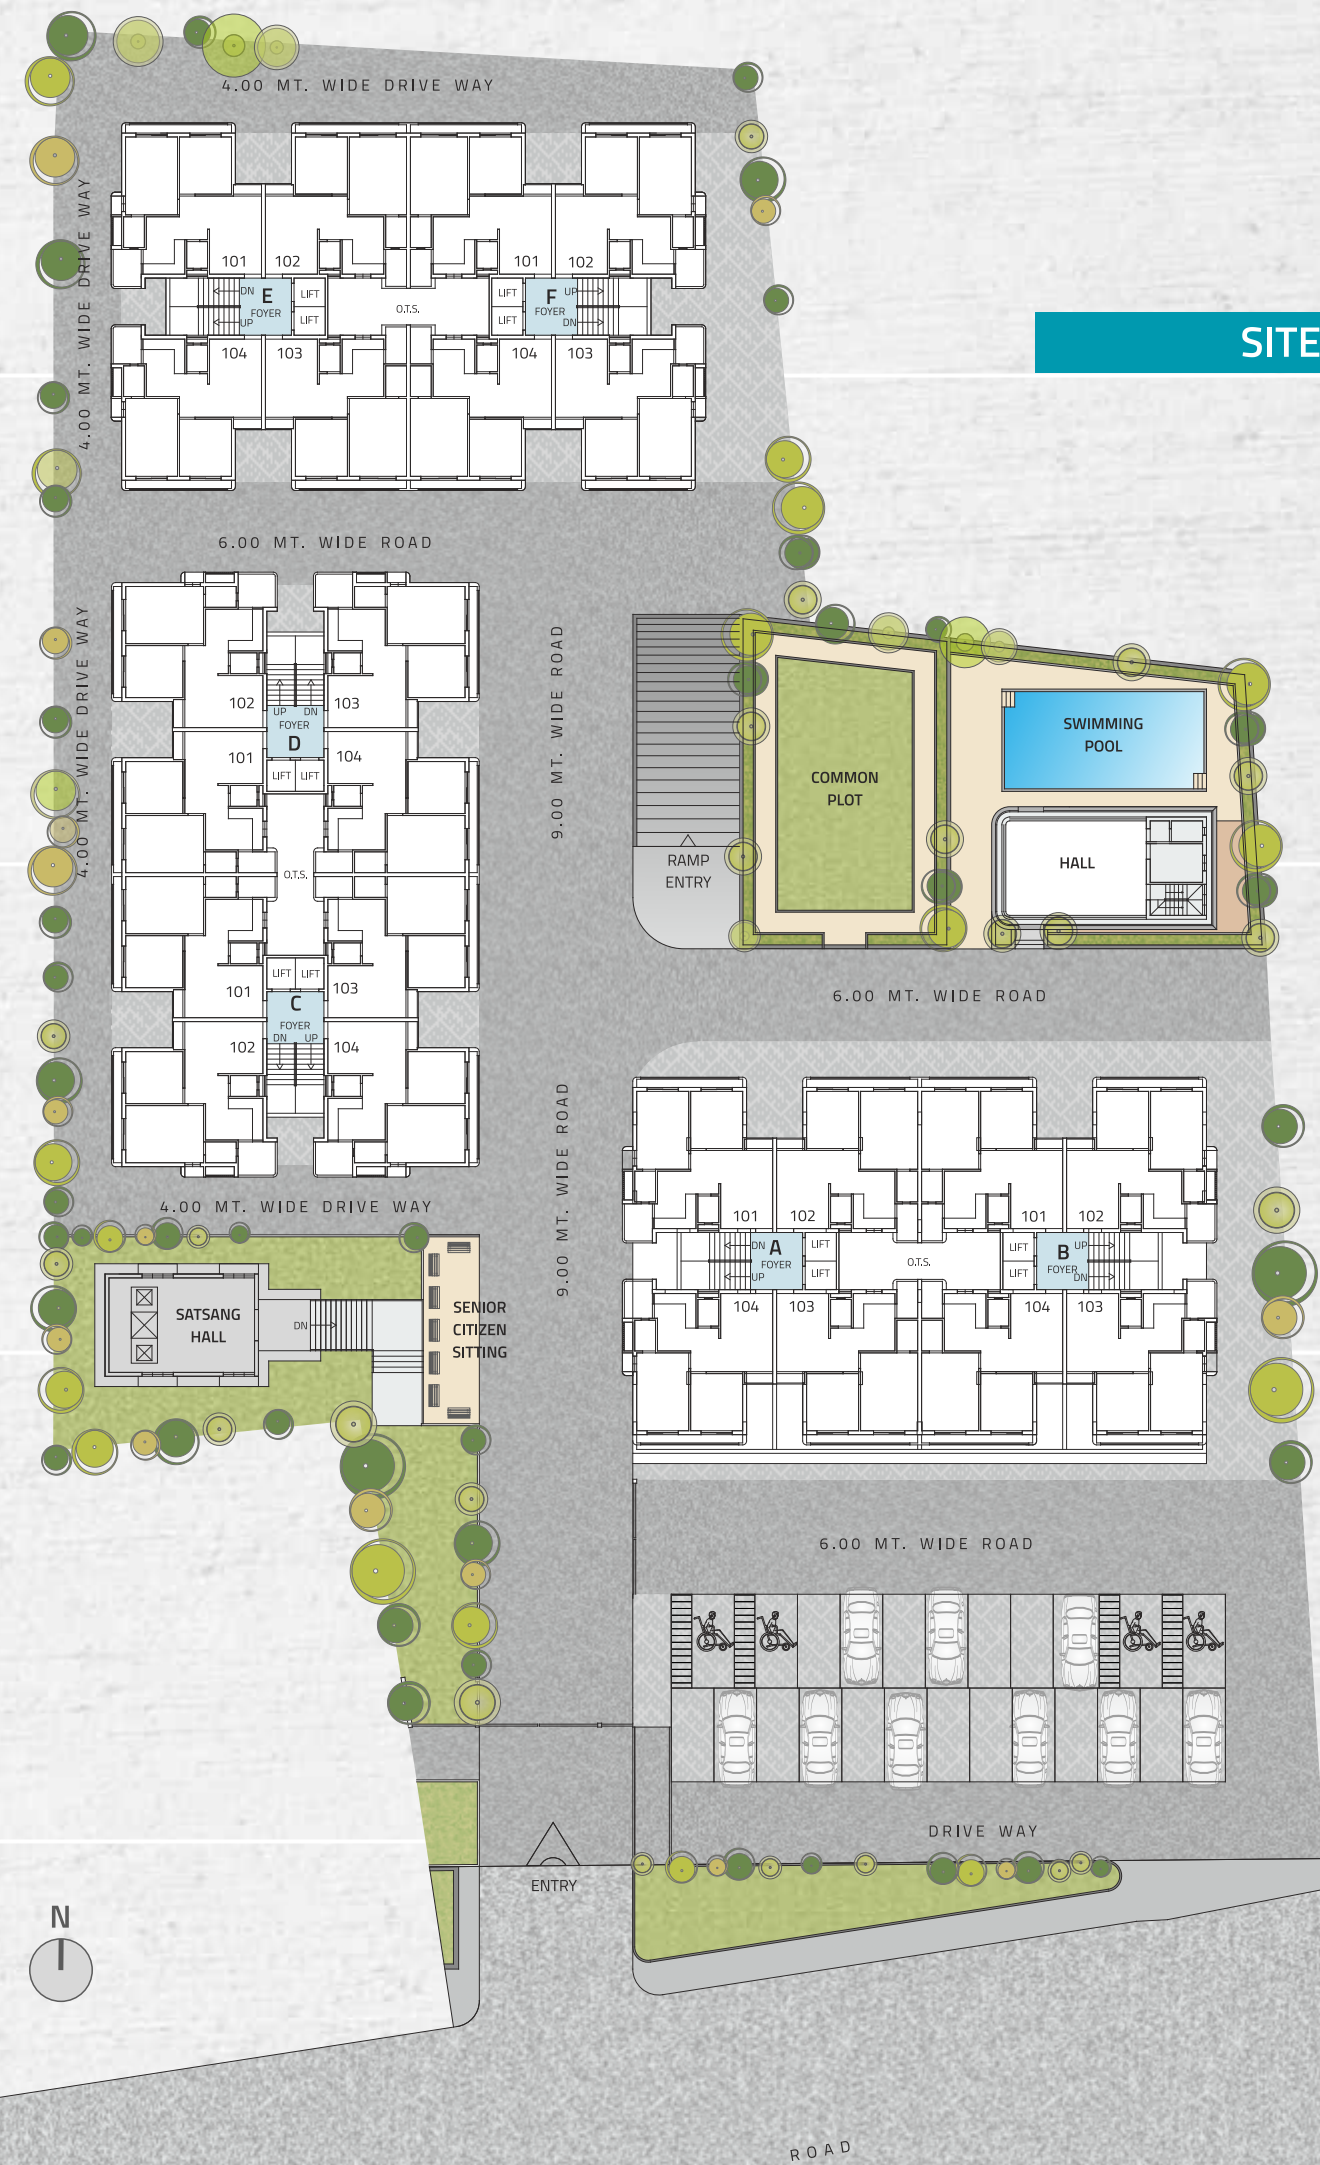 4.00 MT. WIDE DRIVE WAY
4.00 MT. WIDE DRIVE WAY
101
102
101
102
DN
E
FOYER
UP
LIFT
LIFT
O.T.S.
LIFT
LIFT
F
FOYER
UP
DN
104
103
104
103
SITE
6.00 MT. WIDE ROAD
4.00 MT. WIDE DRIVE WAY
102
103
UP
DN
FOYER
D
101
104
LIFT
LIFT
O.T.S.
LIFT
LIFT
101
103
C
FOYER
DN
UP
102
104
9.00 MT. WIDE ROAD
RAMP
ENTRY
COMMON
PLOT
SWIMMING
POOL
HALL
6.00 MT. WIDE ROAD
9.00 MT. WIDE ROAD
4.00 MT. WIDE DRIVE WAY
101
102
101
102
DN
A
FOYER
UP
LIFT
LIFT
O.T.S.
LIFT
LIFT
B
FOYER
UP
DN
104
103
104
103
SATSANG
HALL
DN
SENIOR
CITIZEN
SITTING
6.00 MT. WIDE ROAD
DRIVE WAY
ENTRY
N
ROAD